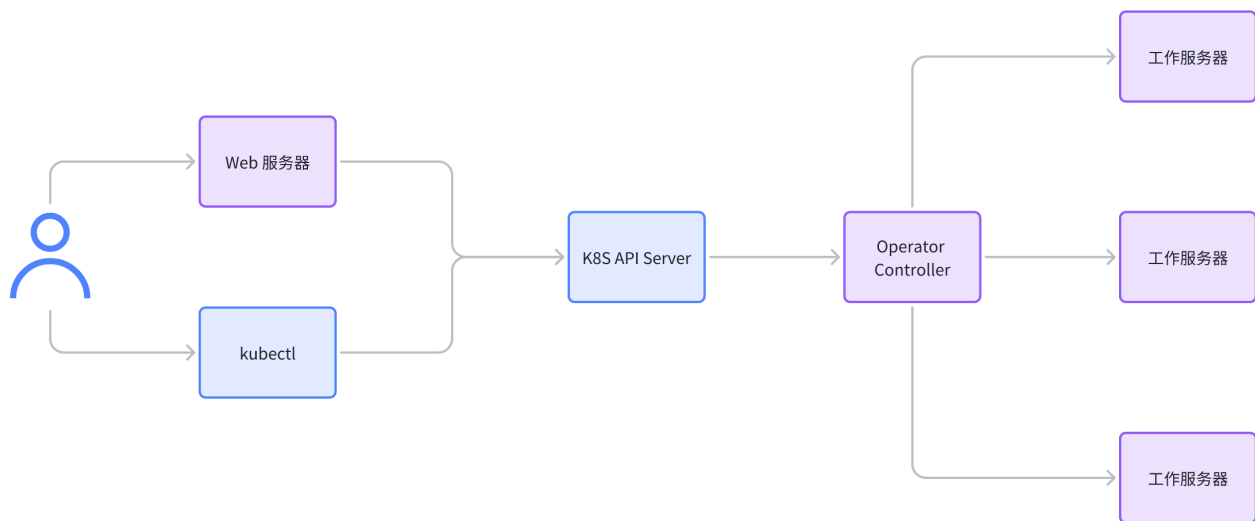 工作服务器
Web 服务器
K8S API Server
Operator
Controller
工作服务器
kubectl
工作服务器